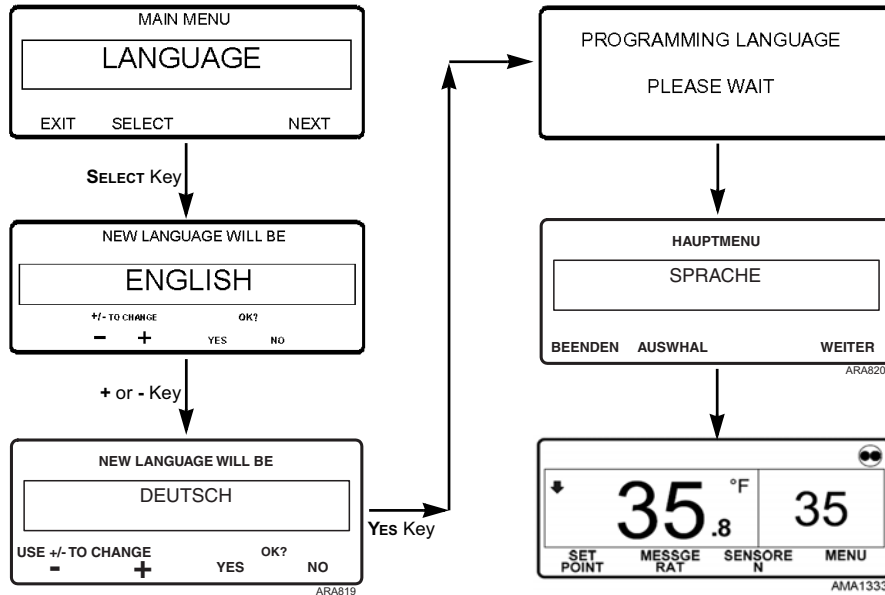 MAIN MENU
LANGUAGE
EXIT SELECT NEXT
SELECT Key
NEW LANGUAGE WILL BE
ENGLISH
+/- TO CHANGE OK?
- + YES NO
+ or - Key
NEW LANGUAGE WILL BE
DEUTSCH
USE +/- TO CHANGE OK?
- + YES NO
ARA819
YES Key
PROGRAMMING LANGUAGE
PLEASE WAIT
HAUPTMENU
SPRACHE
BEENDEN AUSWHAL WEITER
ARA820
35.8 °F 35
SET MESSGE SENSORE MENU
POINT RAT N
AMA1333